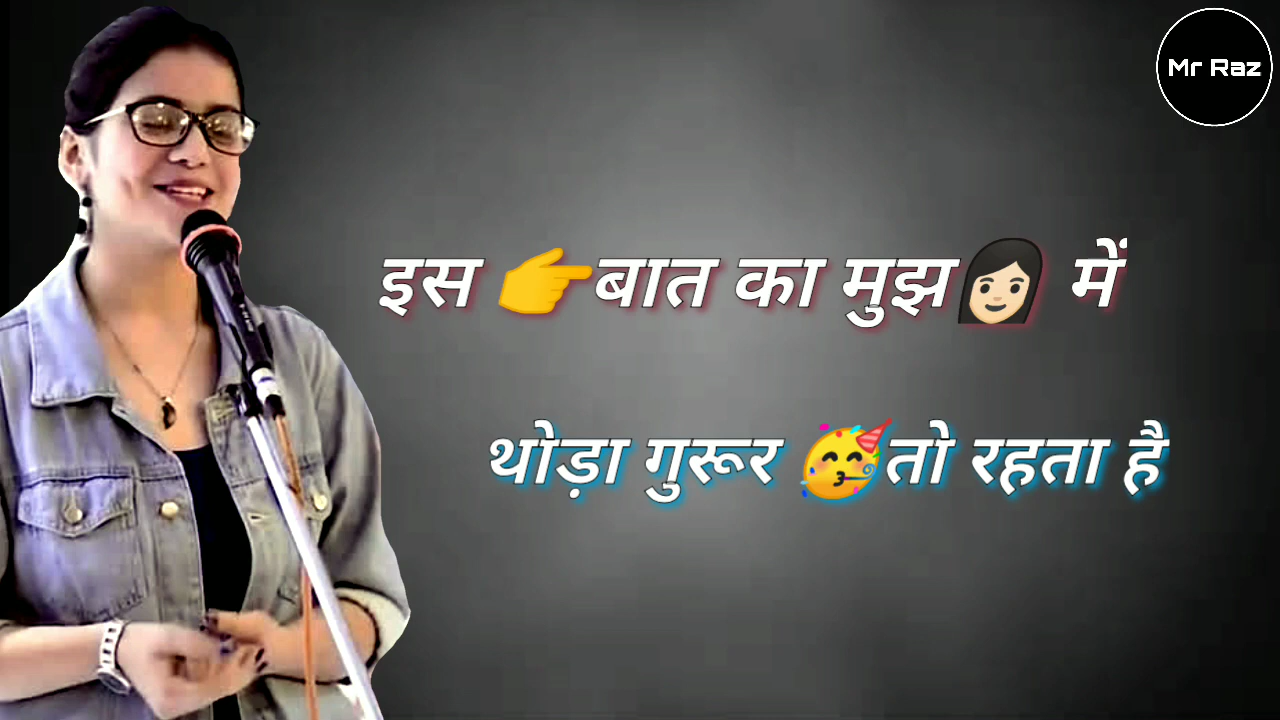 Mr Raz
इस 👉बात का मुझ👩🏻 में
थोड़ा गुरूर 🥳तो रहता है